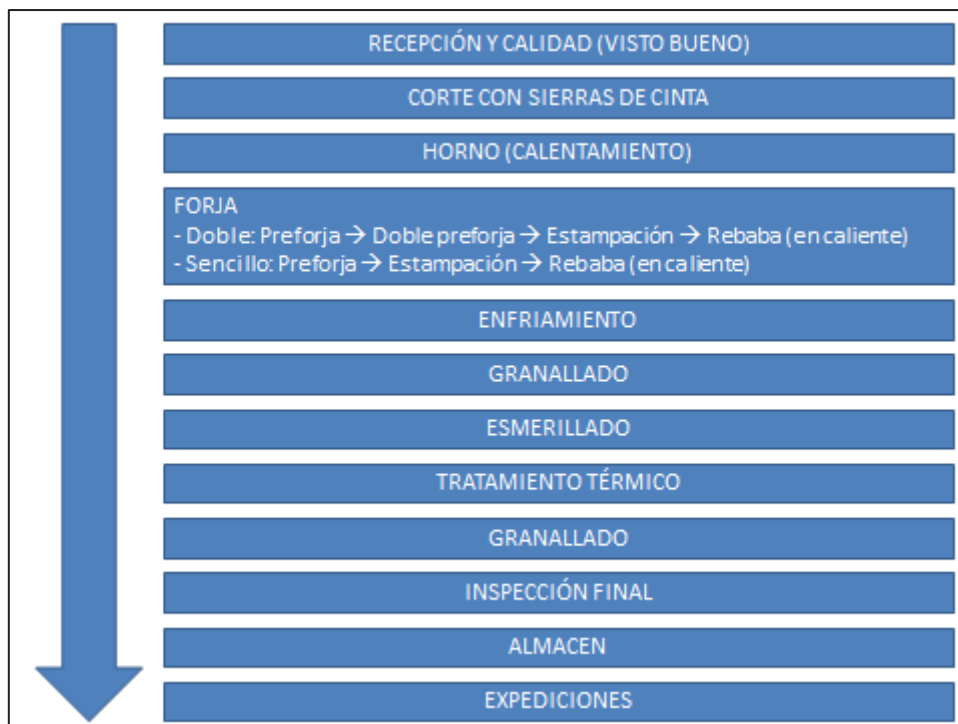 RECEPCIÓN Y CALIDAD (VISTO BUENO)
CORTE CON SIERRAS DE CINTA
HORNO (CALENTAMIENTO)
FORJA
- Doble: Preforja → Doble preforja → Estampación → Rebaba (en caliente)
- Sencillo: Preforja → Estampación → Rebaba (en caliente)
ENFRIAMIENTO
GRANALLADO
ESMERILLADO
TRATAMIENTO TÉRMICO
GRANALLADO
INSPECCIÓN FINAL
ALMACEN
EXPEDICIONES